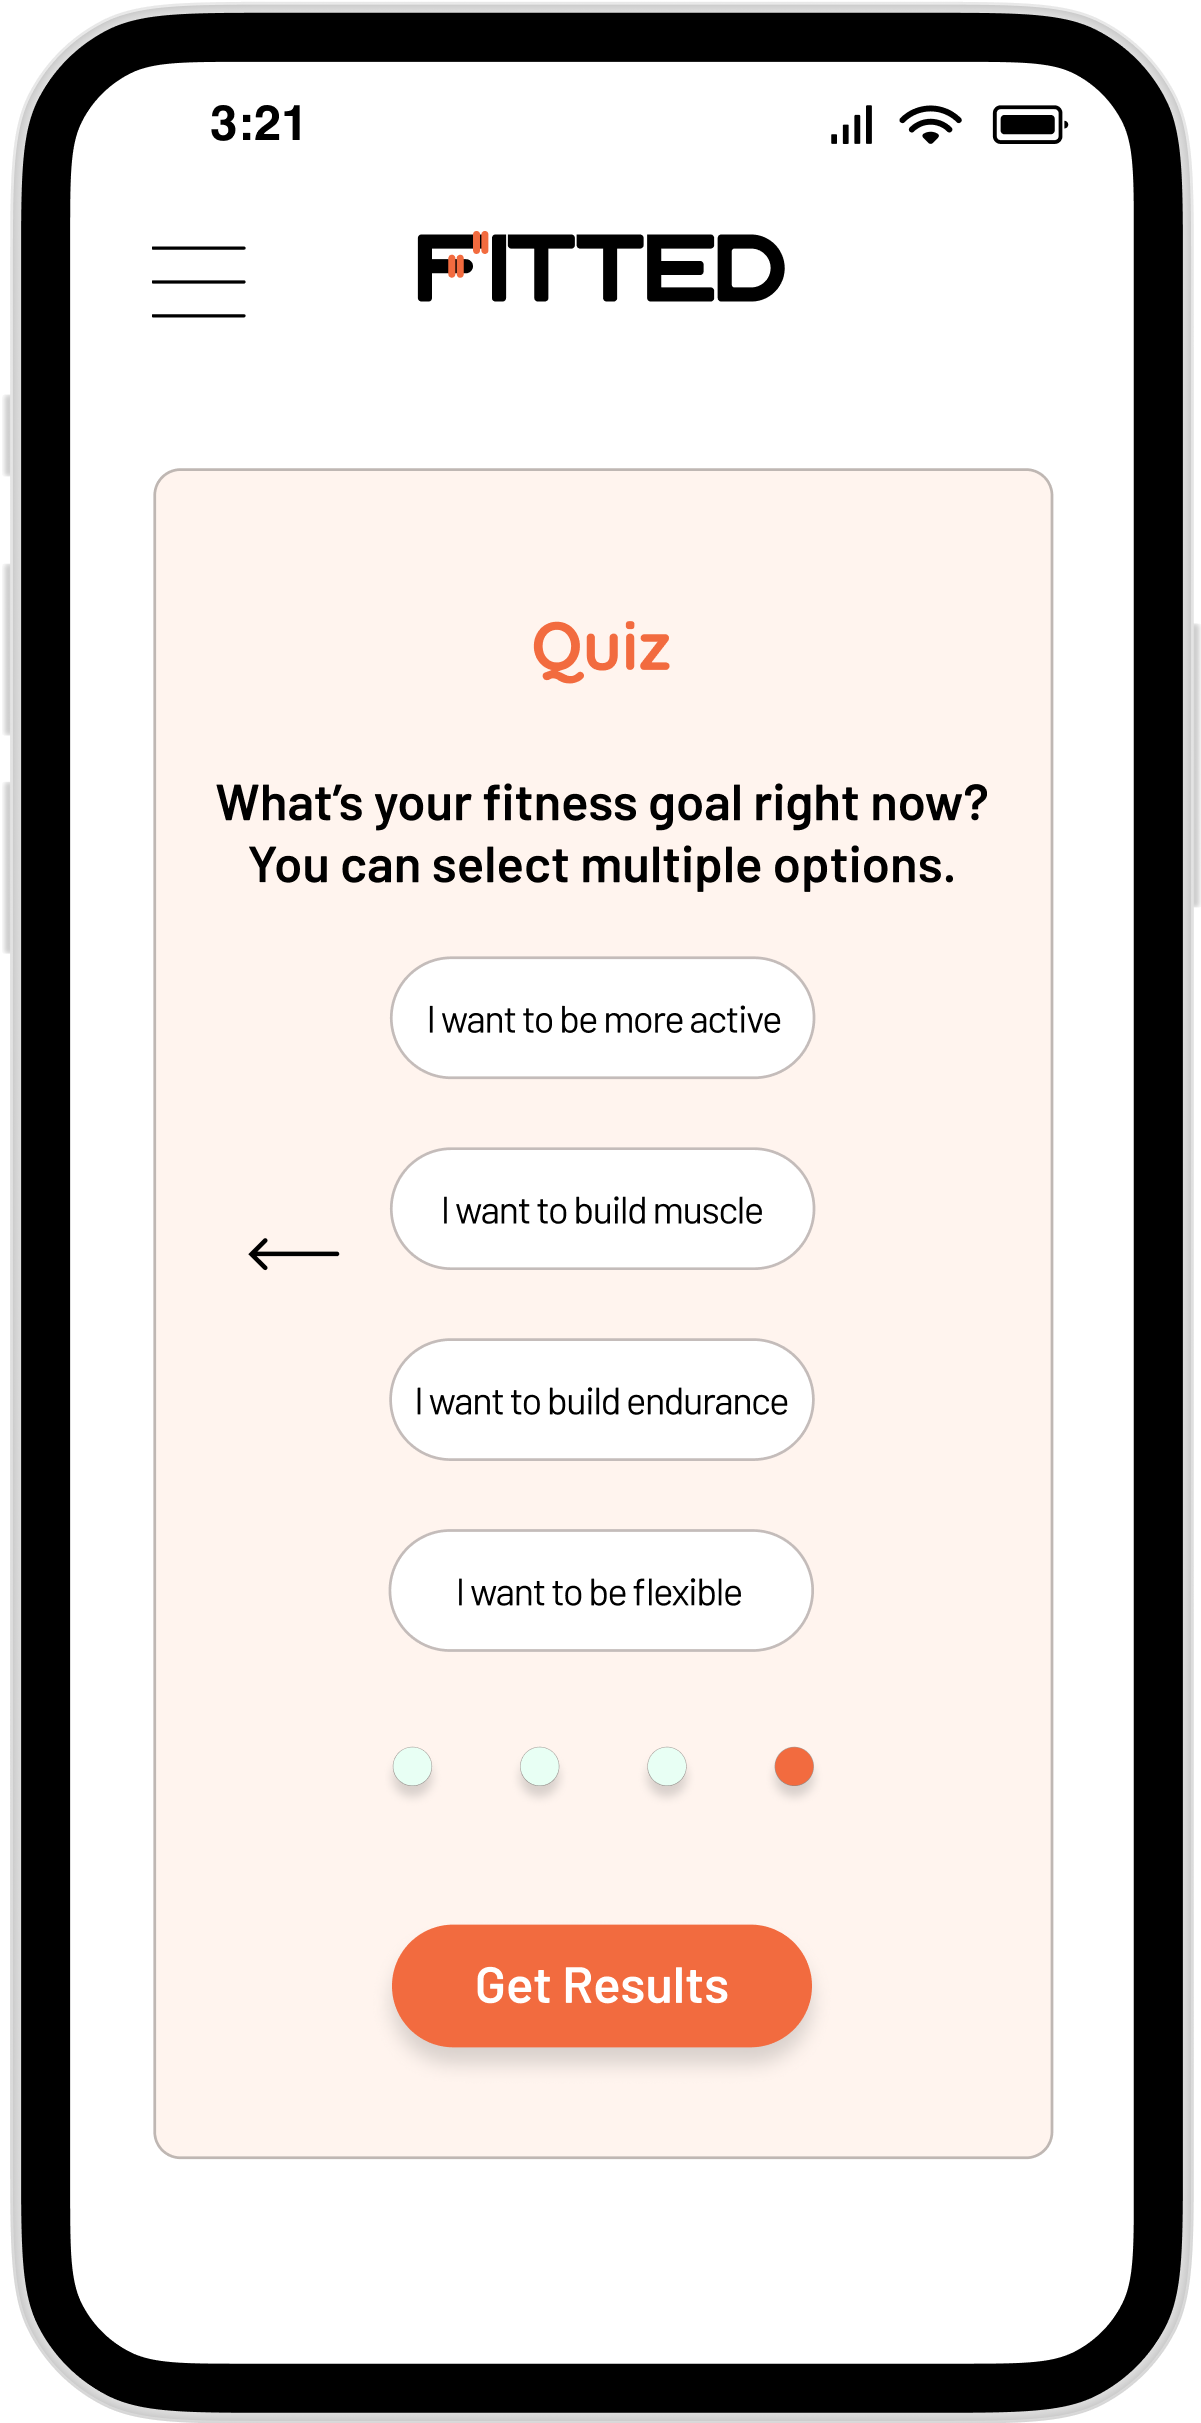 3:21
FITTED
Quiz
What’s your fitness goal right now?
You can select multiple options.
I want to be more active
I want to build muscle
I want to build endurance
I want to be flexible
Get Results